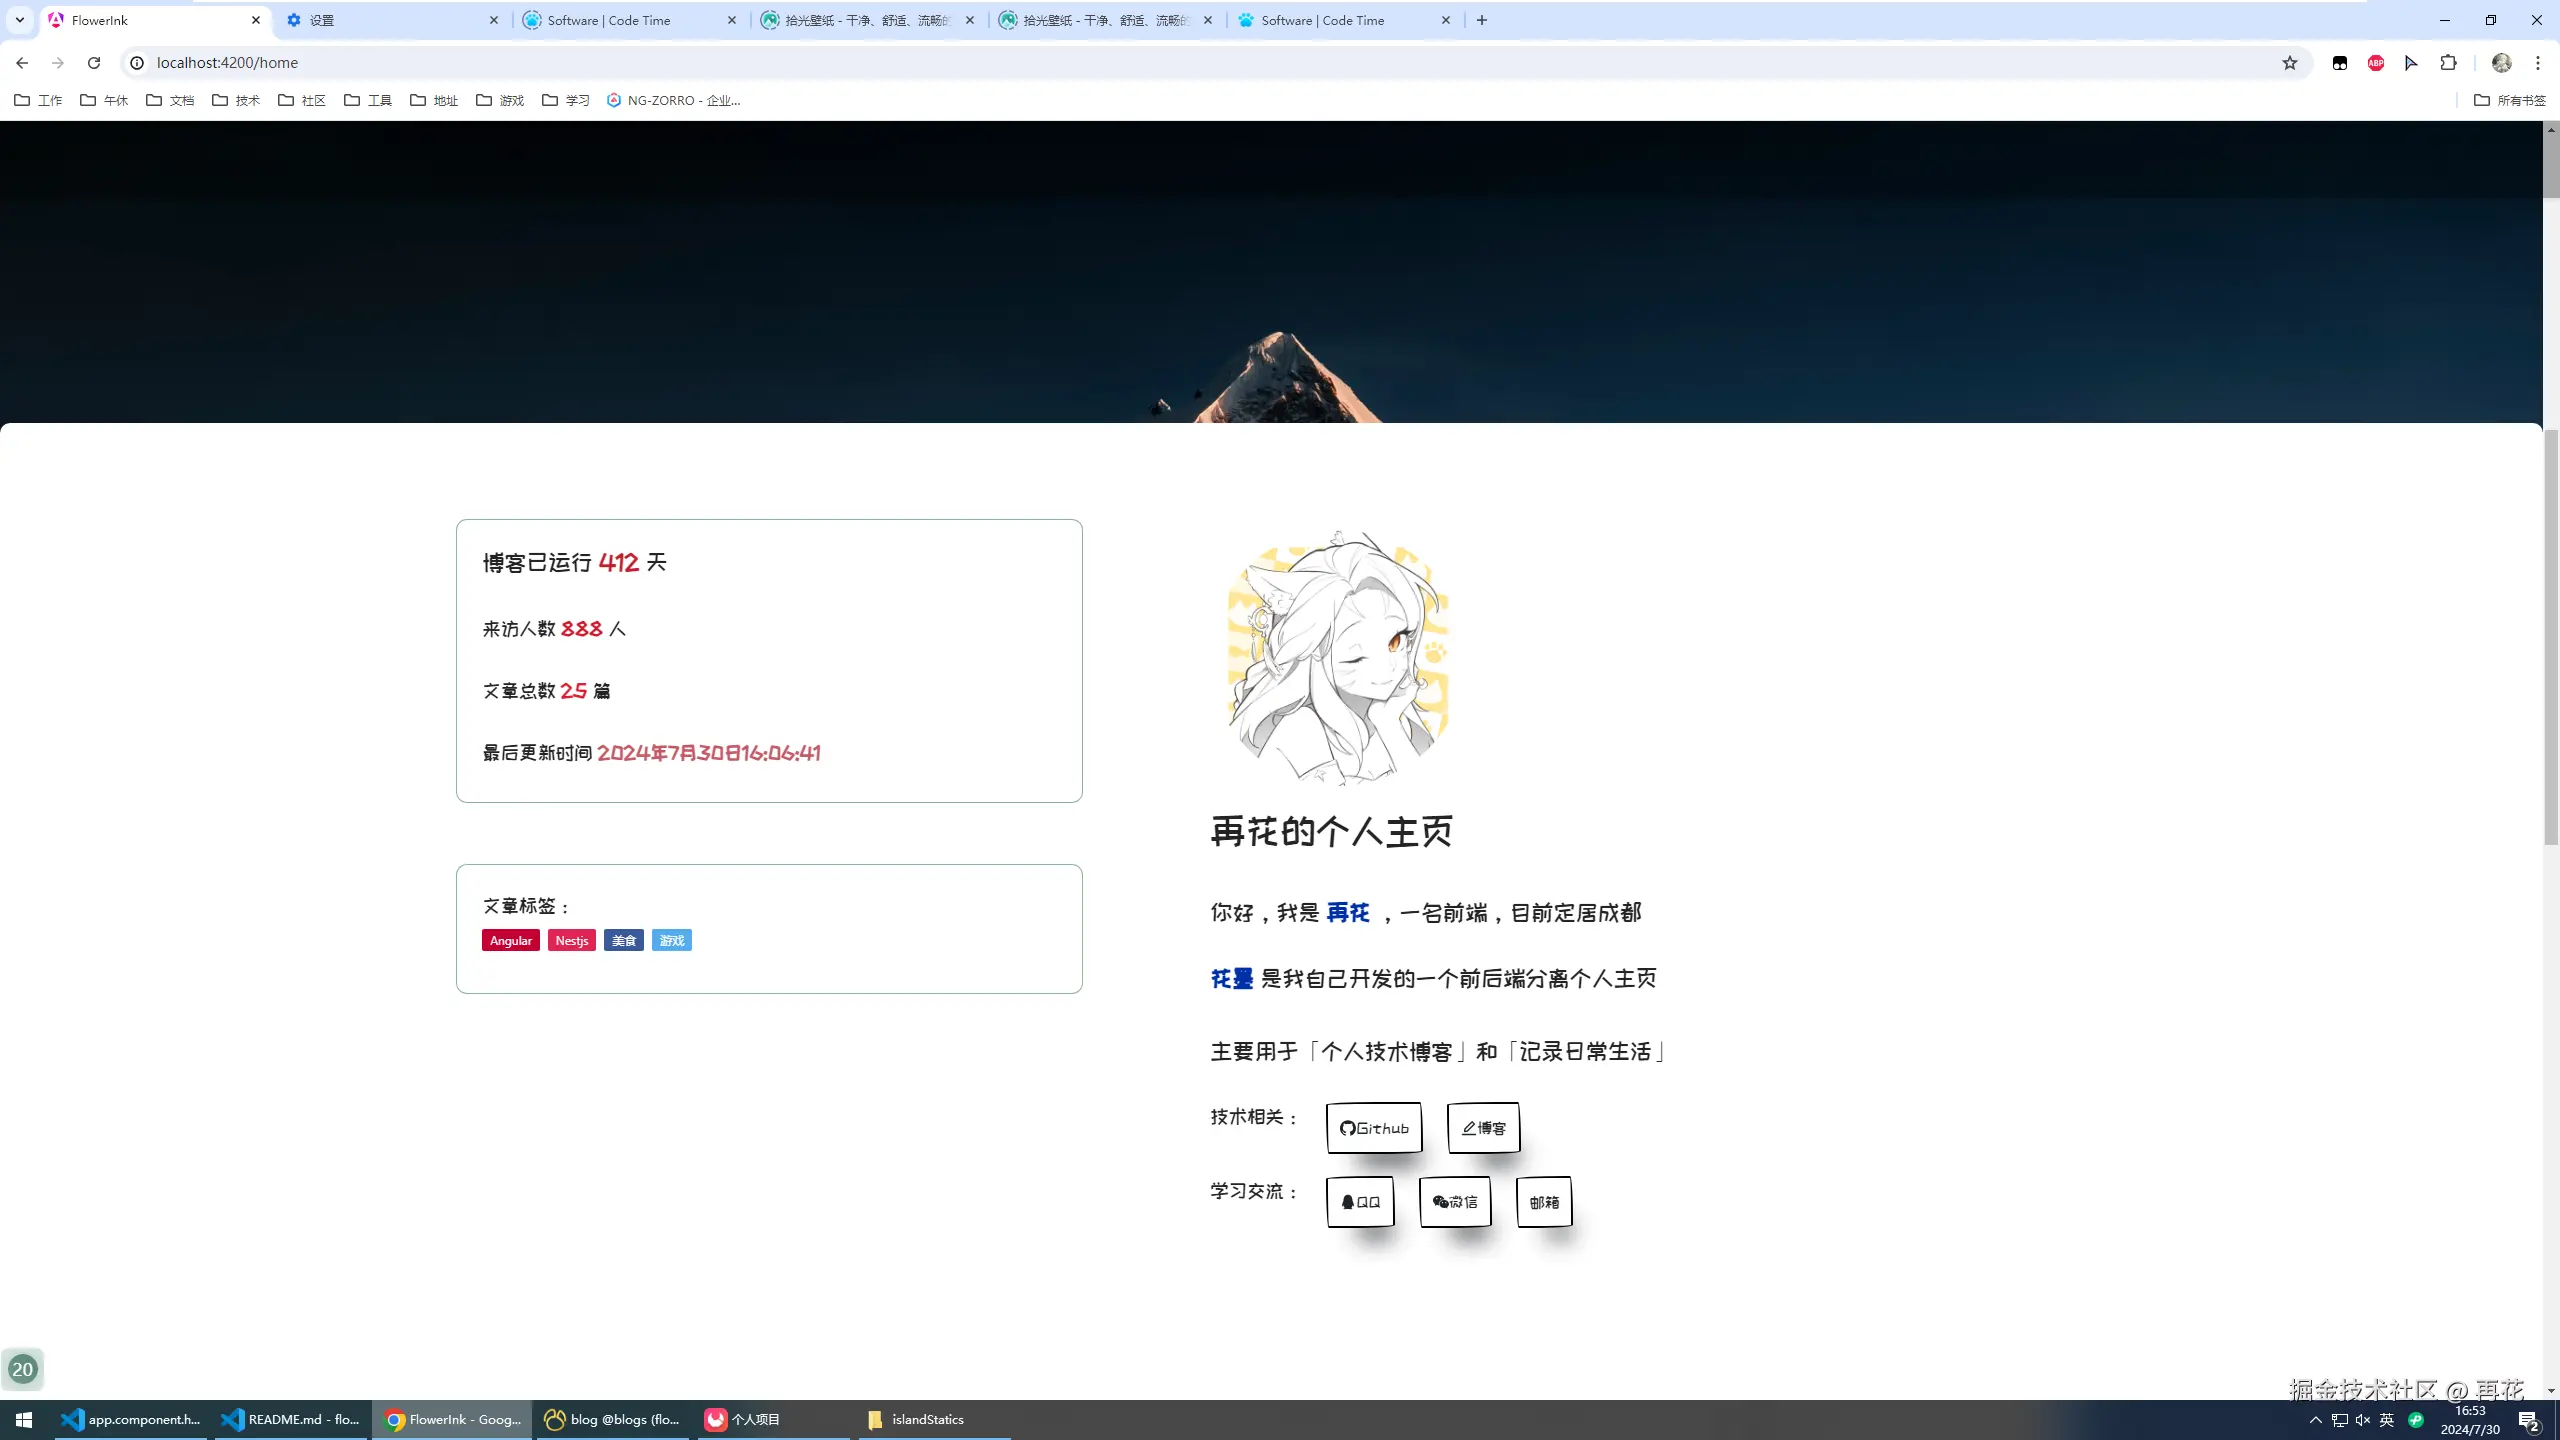 FlowerInk
设置
Software | Code Time
拾光壁纸 - 干净、舒适、流畅的
拾光壁纸 - 干净、舒适、流畅的
Software | Code Time
localhost:4200/home
ABP
工作
午休
文档
技术
社区
工具
地址
游戏
学习
NG-ZORRO - 企业...
所有书签
博客已运行 412 天
来访人数 888 人
文章总数 25 篇
最后更新时间 2024年7月30日16:06:41
文章标签：
Angular
Nestjs
美食
游戏
再花的个人主页
你好，我是 再花 ，一名前端，目前定居成都
花墨 是我自己开发的一个前后端分离个人主页
主要用于「个人技术博客」和「记录日常生活」
技术相关：
Github
博客
学习交流：
QQ
微信
邮箱
20
掘金技术社区 @ 再花
app.component.h...
README.md - flo...
FlowerInk - Goog...
blog @blogs (flo...
个人项目
islandStatics
英
16:53
2024/7/30
2